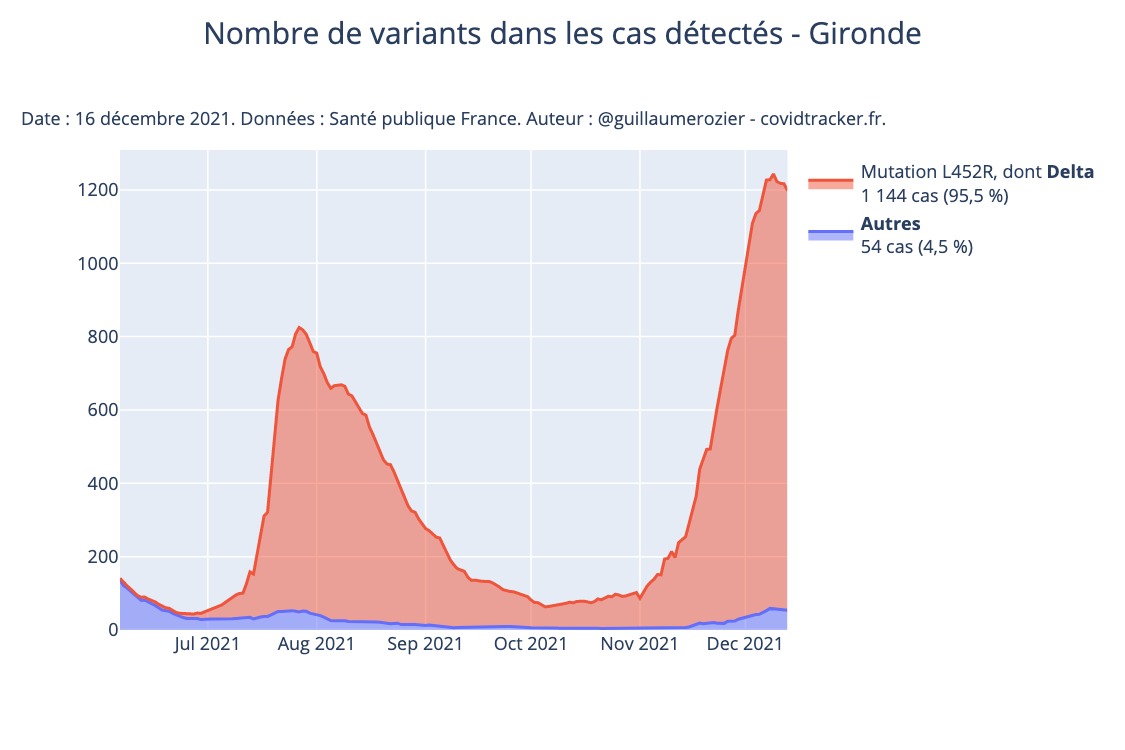 Nombre de variants dans les cas détectés - Gironde
Date : 16 décembre 2021. Données : Santé publique France. Auteur : @guillaumerozier - covidtracker.fr.
Mutation L452R, dont Delta
1 144 cas (95,5 %)
Autres
54 cas (4,5 %)
1200
1000
800
600
400
200
0
Jul 2021 Aug 2021 Sep 2021 Oct 2021 Nov 2021 Dec 2021